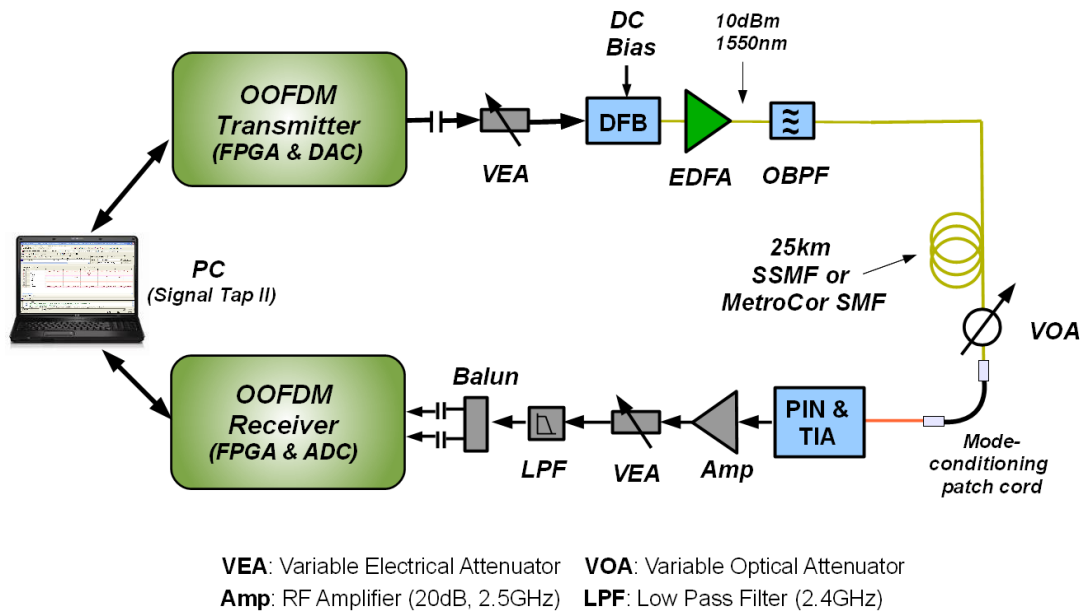 OOFDM
Transmitter
(FPGA & DAC)
VEA
DC
Bias
DFB
EDFA
10dBm
1550nm
OBPF
25km
SSMF or
MetroCor SMF
VOA
PC
(Signal Tap II)
OOFDM
Receiver
(FPGA & ADC)
Balun
LPF
VEA
Amp
PIN &
TIA
Mode-
conditioning
patch cord
VEA: Variable Electrical Attenuator VOA: Variable Optical Attenuator
Amp: RF Amplifier (20dB, 2.5GHz) LPF: Low Pass Filter (2.4GHz)